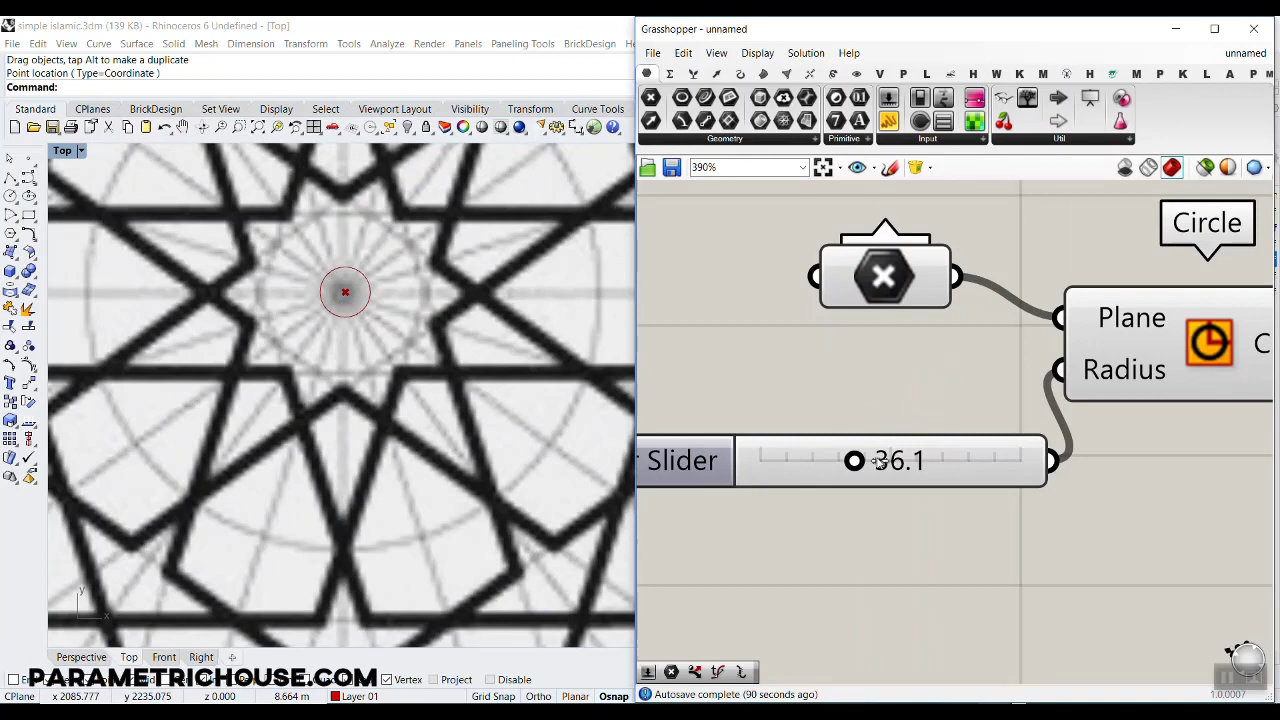 simple islamic.3dm (139 KB) - Rhinoceros 6 Undefined - [Top]
File Edit View Curve Surface Solid Mesh Dimension Transform Tools Analyze Render Panels Paneling Tools BrickDesign
Drag objects, tap Alt to make a duplicate
Point location ( Type=Coordinate )
Command:
Standard CPlanes BrickDesign Set View Display Select Viewport Layout Visibility Transform Curve Tools
Top
y
x
Perspective Top Front Right
Vertex Project Disable
CPlane x 2085.777 y 2235.075 z 0.000 8.664 m Layer 01 Grid Snap Ortho Planar Osnap
PARAMETRICHOUSE.COM
Grasshopper - unnamed
File Edit View Display Solution Help unnamed
V P L H W K M H M P K L A P M
Geometry Primitive Input Util
390%
Circle
Plane
Radius
C
Slider 36.1
Autosave complete (90 seconds ago)
1.0.0007